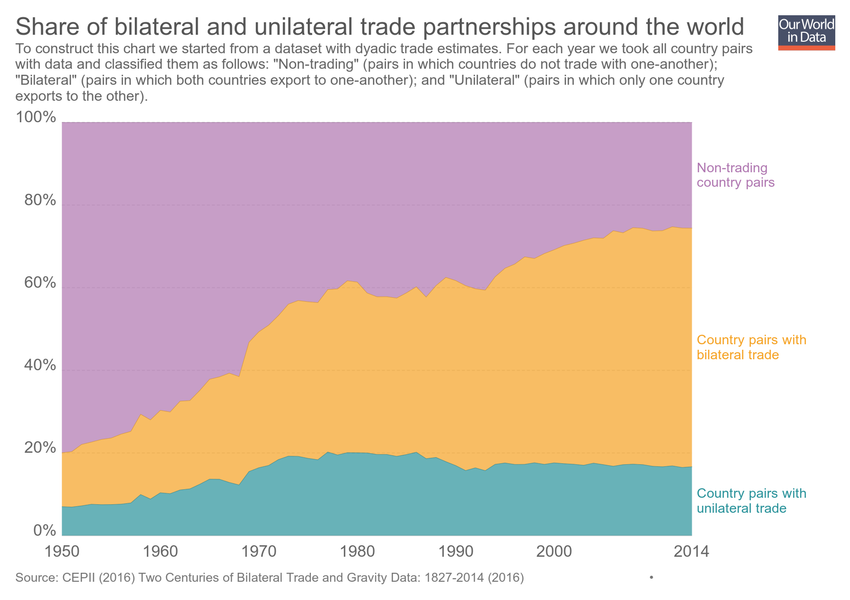 Share of bilateral and unilateral trade partnerships around the world
Our World
in Data
To construct this chart we started from a dataset with dyadic trade estimates. For each year we took all country pairs
with data and classified them as follows: "Non-trading" (pairs in which countries do not trade with one-another);
"Bilateral" (pairs in which both countries export to one-another); and "Unilateral" (pairs in which only one country
exports to the other).
100%
80%
60%
40%
20%
0%
Non-trading
country pairs
Country pairs with
bilateral trade
Country pairs with
unilateral trade
1950
1960
1970
1980
1990
2000
2014
Source: CEPII (2016) Two Centuries of Bilateral Trade and Gravity Data: 1827-2014 (2016)
•